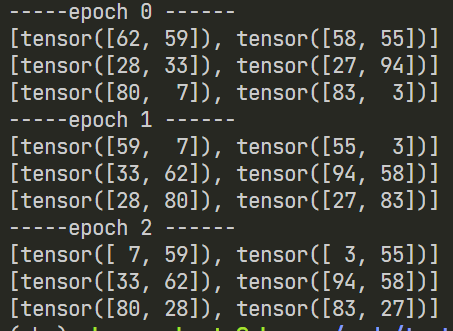 -----epoch 0 ------
[tensor([62, 59]), tensor([58, 55])]
[tensor([28, 33]), tensor([27, 94])]
[tensor([80,  7]), tensor([83,  3])]
-----epoch 1 ------
[tensor([59,  7]), tensor([55,  3])]
[tensor([33, 62]), tensor([94, 58])]
[tensor([28, 80]), tensor([27, 83])]
-----epoch 2 ------
[tensor([ 7, 59]), tensor([ 3, 55])]
[tensor([33, 62]), tensor([94, 58])]
[tensor([80, 28]), tensor([83, 27])]